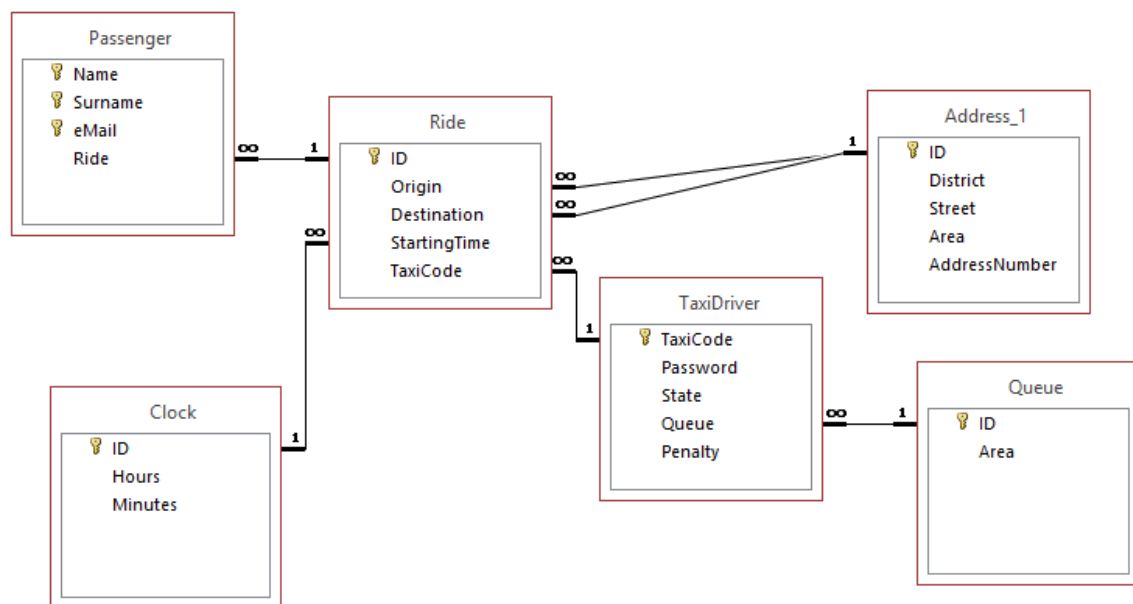 Passenger
Name
Surname
eMail
Ride
∞
1
Ride
ID
Origin
Destination
StartingTime
TaxiCode
∞
∞
∞
∞
1
Address_1
ID
District
Street
Area
AddressNumber
1
TaxiDriver
TaxiCode
Password
State
Queue
Penalty
∞
1
Queue
ID
Area
Clock
ID
Hours
Minutes
1